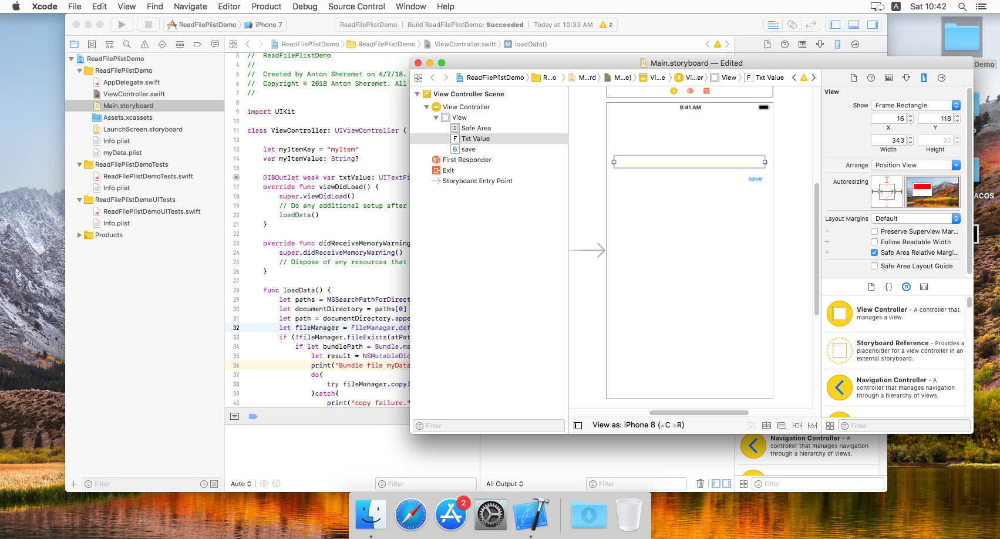 Xcode File Edit View Find Navigate Editor Product Debug Source Control Window Help
A Sat 10:42
ReadFilePlistDemo iPhone 7
ReadFilePlistDemo | Build ReadFilePlistDemo: Succeeded | Today at 10:33 AM 2
ReadFilePlistDemo ReadFilePlistDemo ViewController.swift M loadData()
ReadFilePlistDemo
ReadFilePlistDemo
AppDelegate.swift
ViewController.swift
Main.storyboard
Assets.xcassets
LaunchScreen.storyboard
Info.plist
myData.plist
ReadFilePlistDemoTests
ReadFilePlistDemoTests.swift
Info.plist
ReadFilePlistDemoUITests
ReadFilePlistDemoUITests.swift
Info.plist
Products
Filter
3 // ReadFilePlistDemo
4 //
5 // Created by Anton Sheremet on 6/2/18.
6 // Copyright © 2018 Anton Sheremet. All
7 //
8
9 import UIKit
10
11 class ViewController: UIViewController {
12
13 let myItemKey = "myItem"
14 var myItemValue: String?
15
@IBOutlet weak var txtValue: UITextFi
17 override func viewDidLoad() {
18 super.viewDidLoad()
19 // Do any additional setup after
20 loadData()
21 }
22
23 override func didReceiveMemoryWarning
24 super.didReceiveMemoryWarning()
25 // Dispose of any resources that
26 }
27
28 func loadData() {
29 let paths = NSSearchPathForDirect
30 let documentDirectory = paths[0]
31 let path = documentDirectory.appe
32 let fileManager = FileManager.def
33 if (!fileManager.fileExists(atPat
34 if let bundlePath = Bundle.ma
35 let result = NSMutableDic
36 print("Bundle file myData
37 do{
38 try fileManager.copyI
39 }catch{
40 print("copy failure."
Auto
Filter
All Output
Filter
Main.storyboard — Edited
ReadFilePlistDemo R...o M...rd M...e) Vi...e Vi...er View F Txt Value
View Controller Scene
View Controller
View
Safe Area
F Txt Value
B save
First Responder
Exit
Storyboard Entry Point
Filter
9:41 AM
save
View as: iPhone 8 (wC hR)
View
Show Frame Rectangle
16 118
X Y
343 30
Width Height
Arrange Position View
Autoresizing
Layout Margins Default
Preserve Superview Mar...
Follow Readable Width
Safe Area Relative Margi...
Safe Area Layout Guide
View Controller - A controller that
manages a view.
Storyboard Reference - Provides a
placeholder for a view controller in an
external storyboard.
Navigation Controller - A
controller that manages navigation
through a hierarchy of views.
Filter
Navigation Controller - A
controller that manages navigation
through a hierarchy of views.
Filter
Demo
ACOS
2